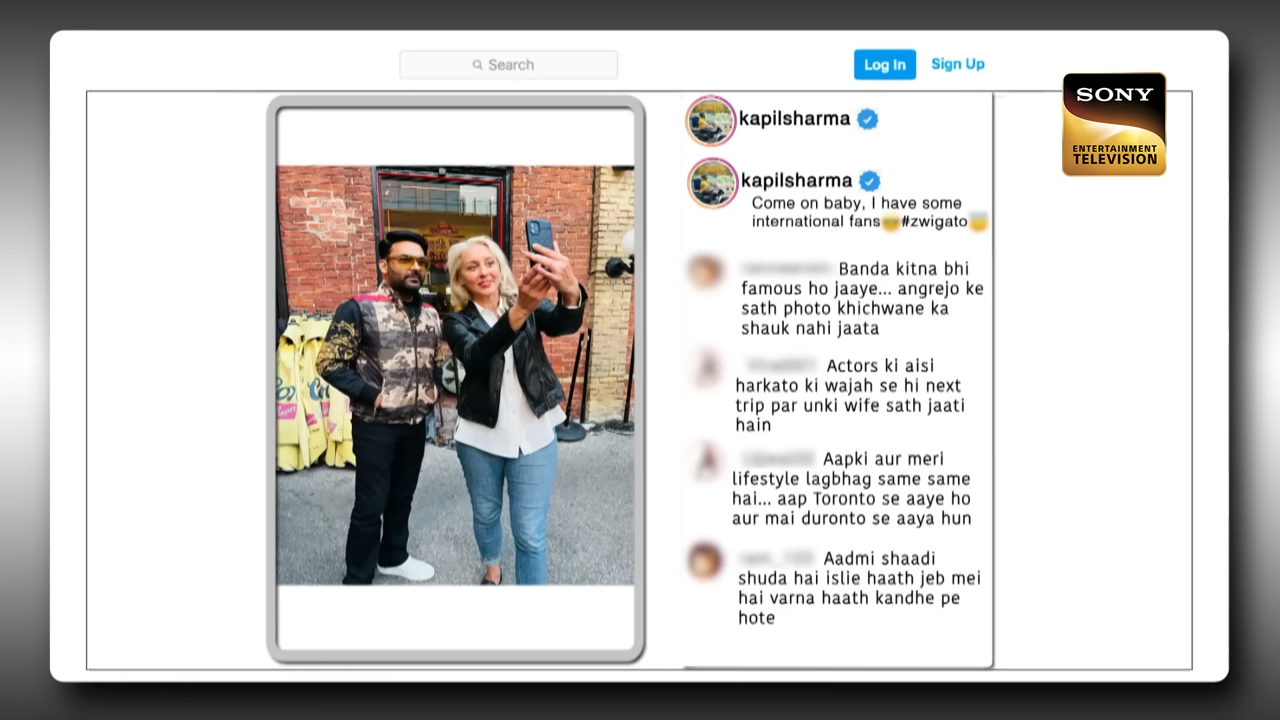 Search
Log In
Sign Up
SONY
ENTERTAINMENT
TELEVISION
kapilsharma
kapilsharma
Come on baby, I have some
international fans😎#zwigato😇
Banda kitna bhi
famous ho jaaye... angrejo ke
sath photo khichwane ka
shauk nahi jaata
Actors ki aisi
harkato ki wajah se hi next
trip par unki wife sath jaati
hain
Aapki aur meri
lifestyle lagbhag same same
hai... aap Toronto se aaye ho
aur mai duronto se aaya hun
Aadmi shaadi
shuda hai islie haath jeb mei
hai varna haath kandhe pe
hote